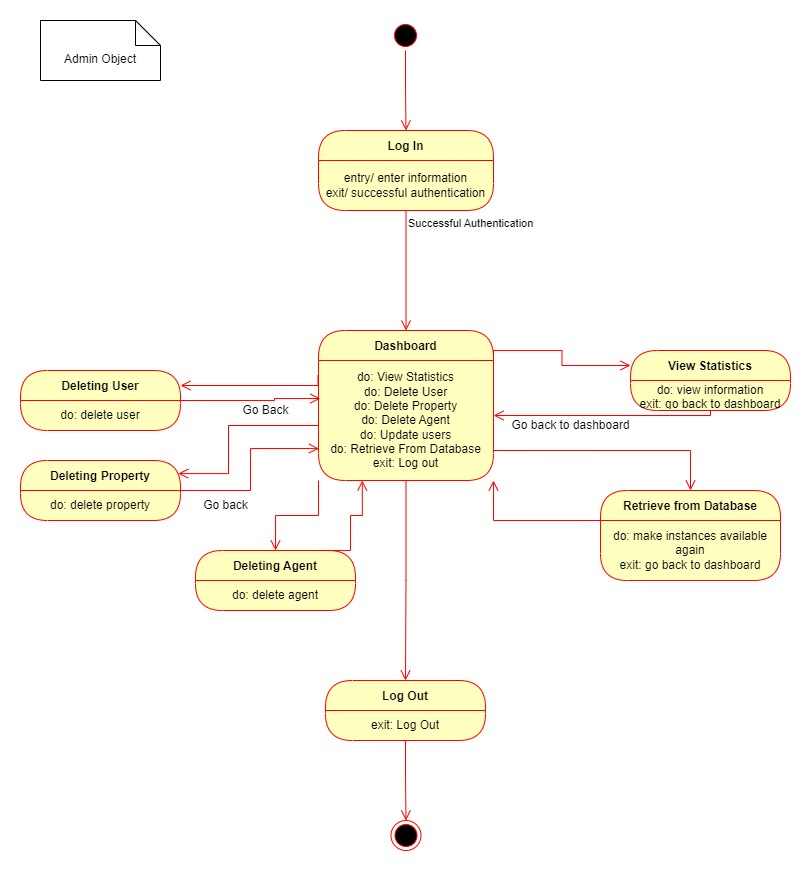 Admin Object
Log In
entry/ enter information
exit/ successful authentication
Successful Authentication
Dashboard
do: View Statistics
do: Delete User
do: Delete Property
do: Delete Agent
do: Update users
do: Retrieve From Database
exit: Log out
View Statistics
do: view information
exit: go back to dashboard
Go back to dashboard
Deleting User
do: delete user
Go Back
Deleting Property
do: delete property
Go back
Retrieve from Database
do: make instances available
again
exit: go back to dashboard
Deleting Agent
do: delete agent
Log Out
exit: Log Out